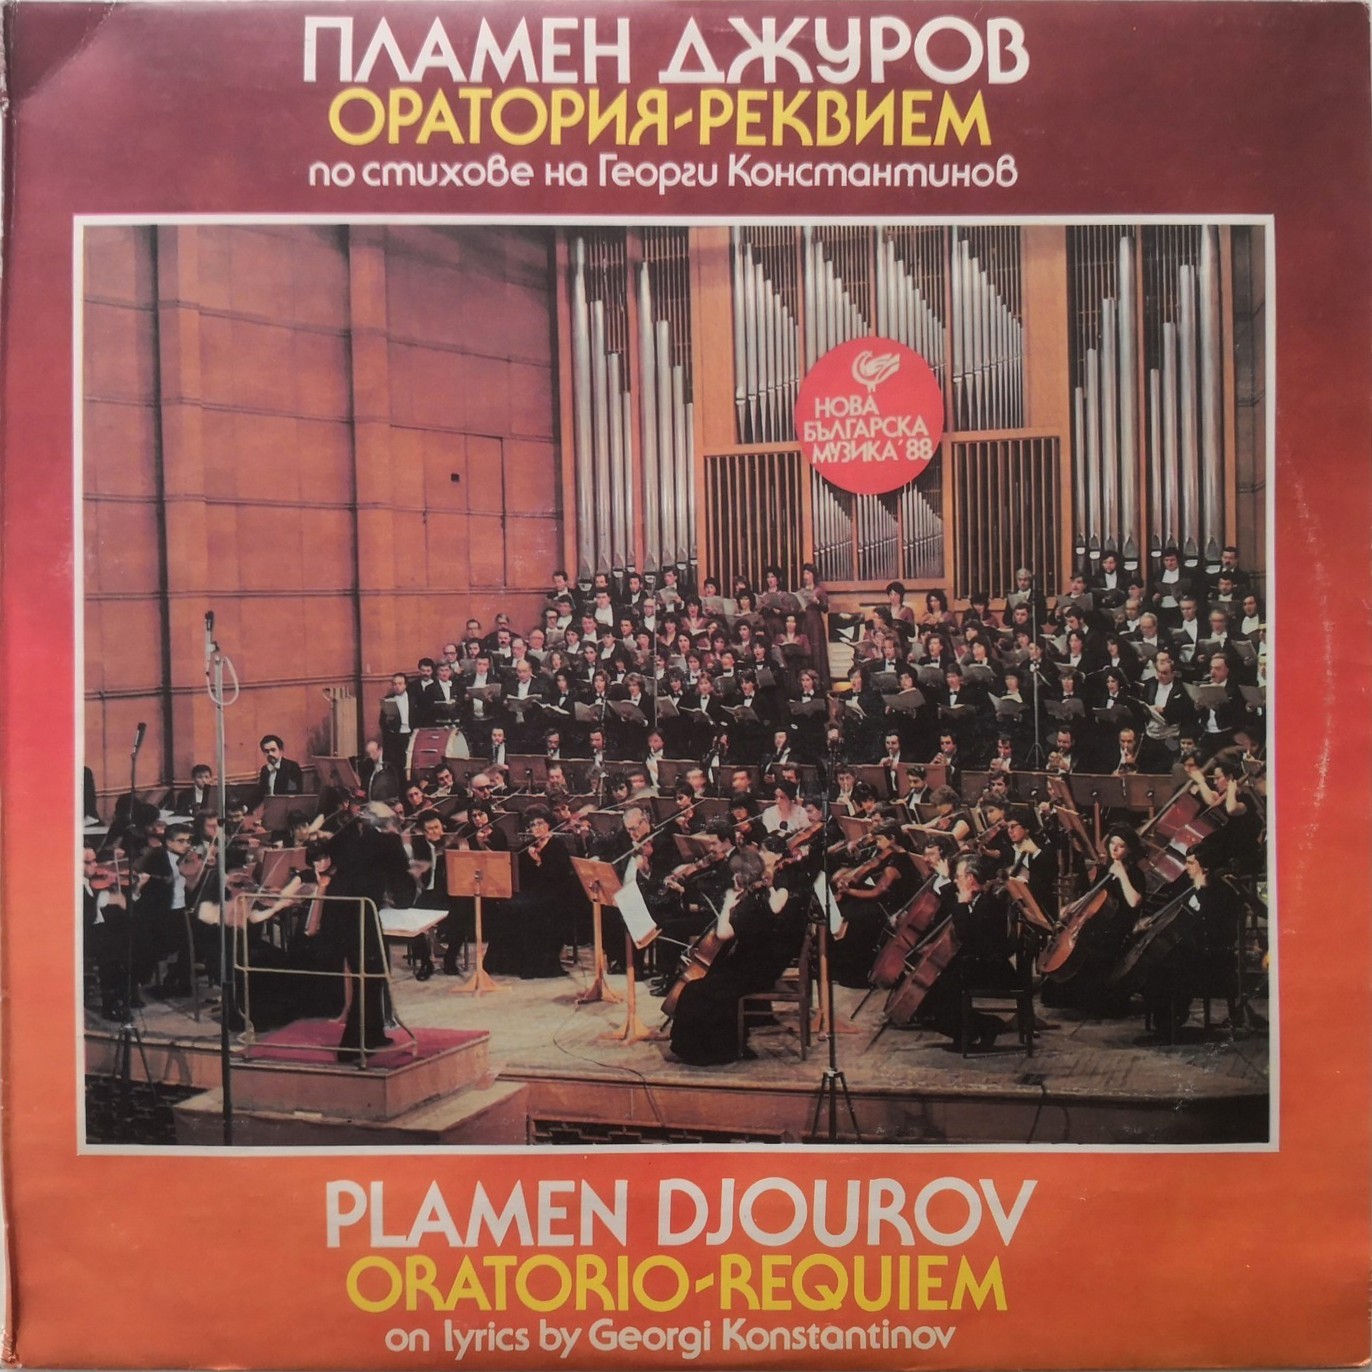 ПЛАМЕН ДЖУРОВ
ОРАТОРИЯ-РЕКВИЕМ
по стихове на Георги Константинов
НОВА
БЪЛГАРСКА
МУЗИКА '88
PLAMEN DJOUROV
ORATORIO-REQUIEM
on lyrics by Georgi Konstantinov